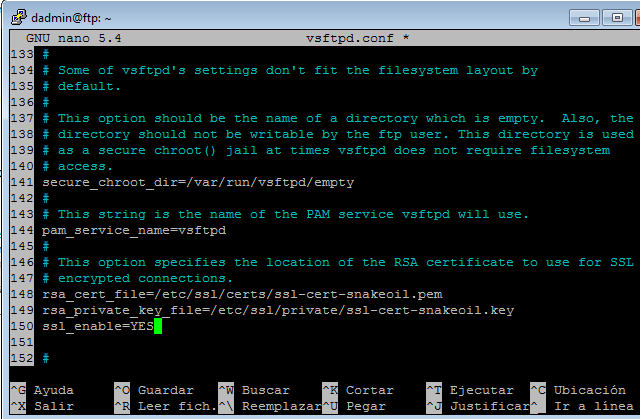 dadmin@ftp: ~
GNU nano 5.4 vsftpd.conf *
133 #
134 # Some of vsftpd's settings don't fit the filesystem layout by
135 # default.
136 #
137 # This option should be the name of a directory which is empty.  Also, the
138 # directory should not be writable by the ftp user. This directory is used
139 # as a secure chroot() jail at times vsftpd does not require filesystem
140 # access.
141 secure_chroot_dir=/var/run/vsftpd/empty
142 #
143 # This string is the name of the PAM service vsftpd will use.
144 pam_service_name=vsftpd
145 #
146 # This option specifies the location of the RSA certificate to use for SSL
147 # encrypted connections.
148 rsa_cert_file=/etc/ssl/certs/ssl-cert-snakeoil.pem
149 rsa_private_key_file=/etc/ssl/private/ssl-cert-snakeoil.key
150 ssl_enable=YES
151
152 #
^G Ayuda ^O Guardar ^W Buscar ^K Cortar ^T Ejecutar ^C Ubicación
^X Salir ^R Leer fich. ^\ Reemplazar ^U Pegar ^J Justificar ^_ Ir a línea